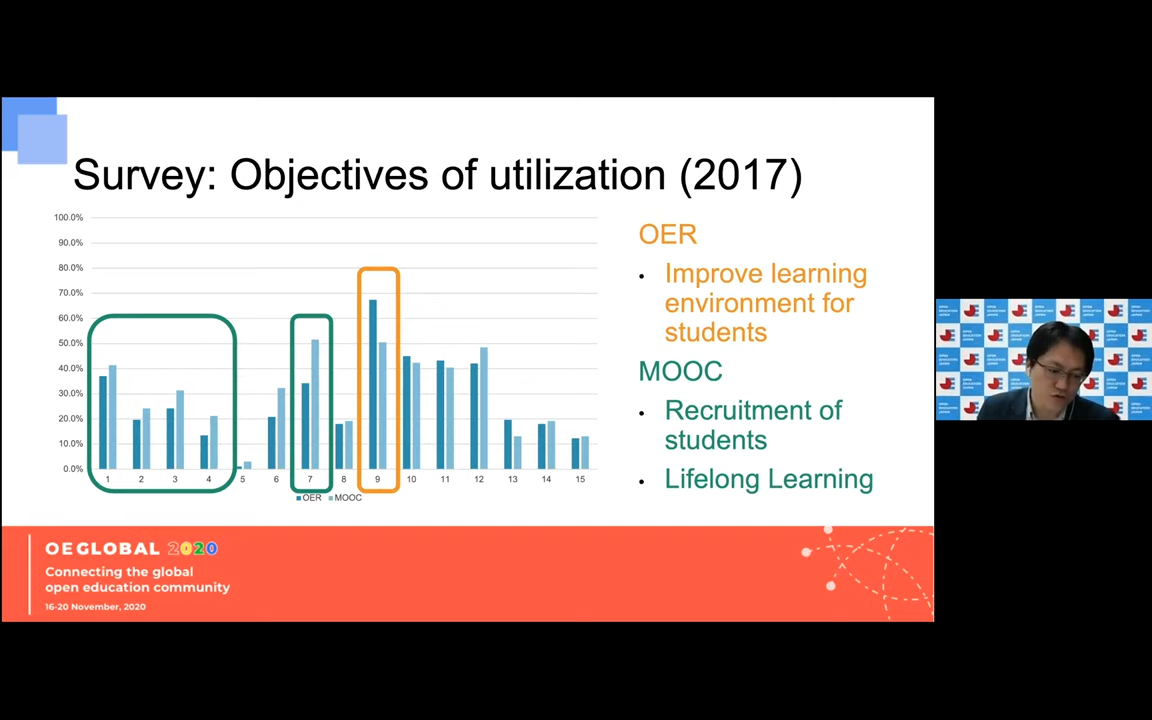 Survey: Objectives of utilization (2017)
100.0%
90.0%
80.0%
70.0%
60.0%
50.0%
40.0%
30.0%
20.0%
10.0%
0.0%
1 2 3 4 5 6 7 8 9 10 11 12 13 14 15
OER MOOC
OER
• Improve learning
environment for
students
MOOC
• Recruitment of
students
• Lifelong Learning
OEGLOBAL 2020
Connecting the global
open education community
16-20 November, 2020